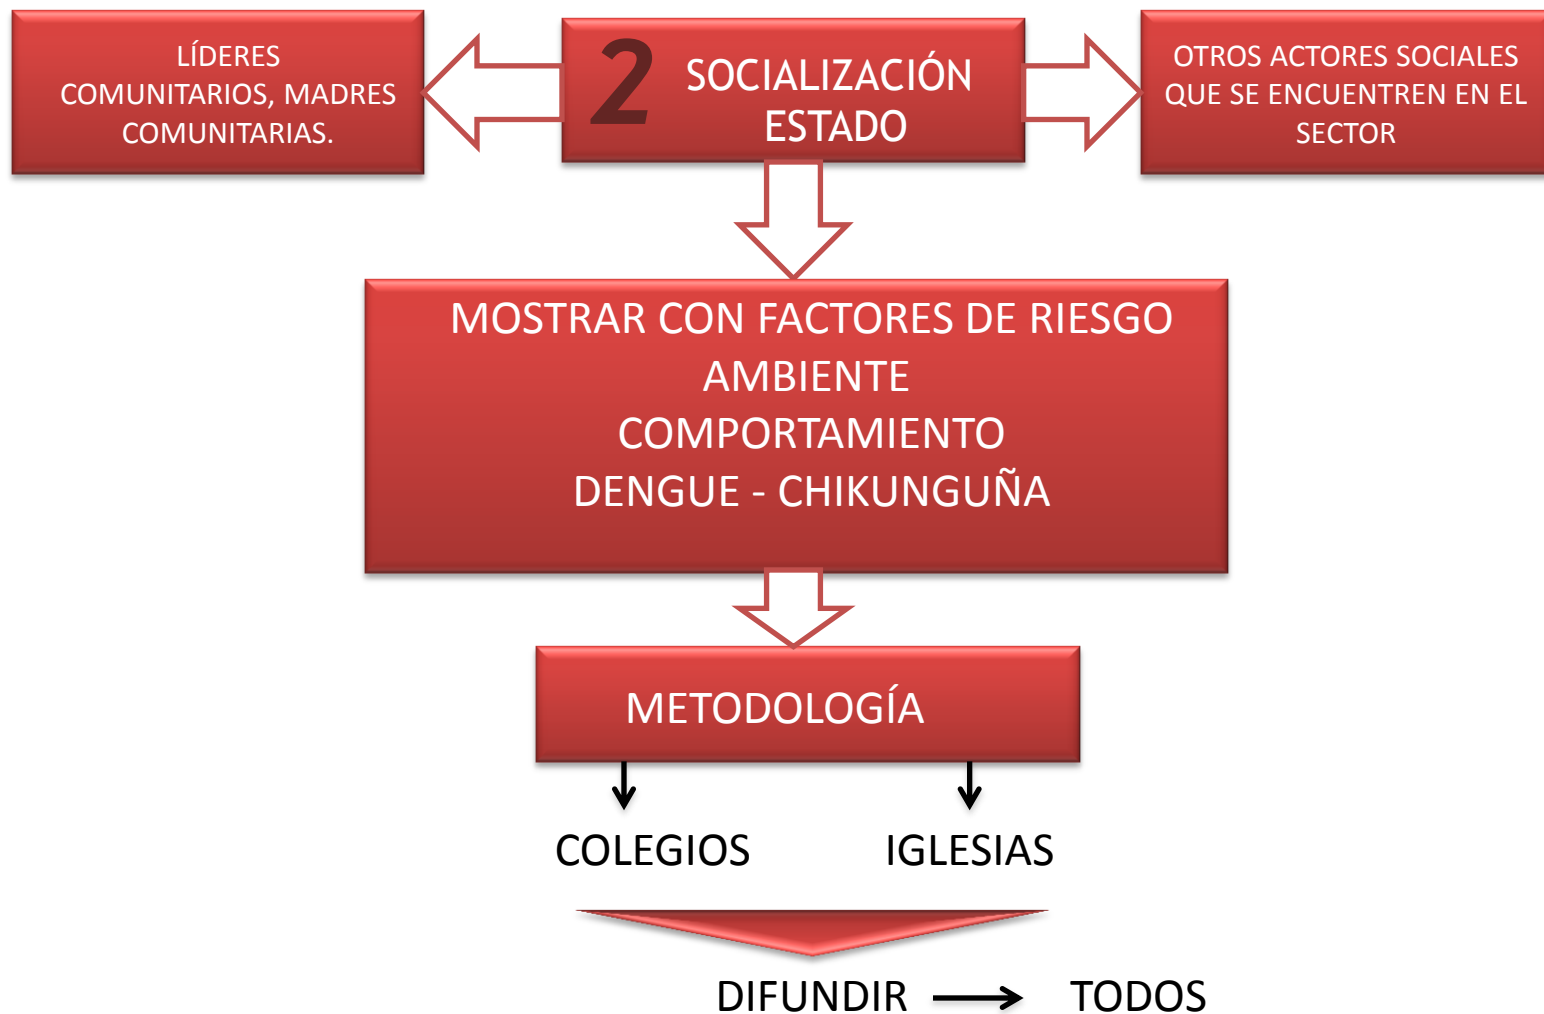 LÍDERES
COMUNITARIOS, MADRES
COMUNITARIAS.
2 SOCIALIZACIÓN
ESTADO
OTROS ACTORES SOCIALES
QUE SE ENCUENTREN EN EL
SECTOR
MOSTRAR CON FACTORES DE RIESGO
AMBIENTE
COMPORTAMIENTO
DENGUE - CHIKUNGUÑA
METODOLOGÍA
COLEGIOS
IGLESIAS
DIFUNDIR
TODOS